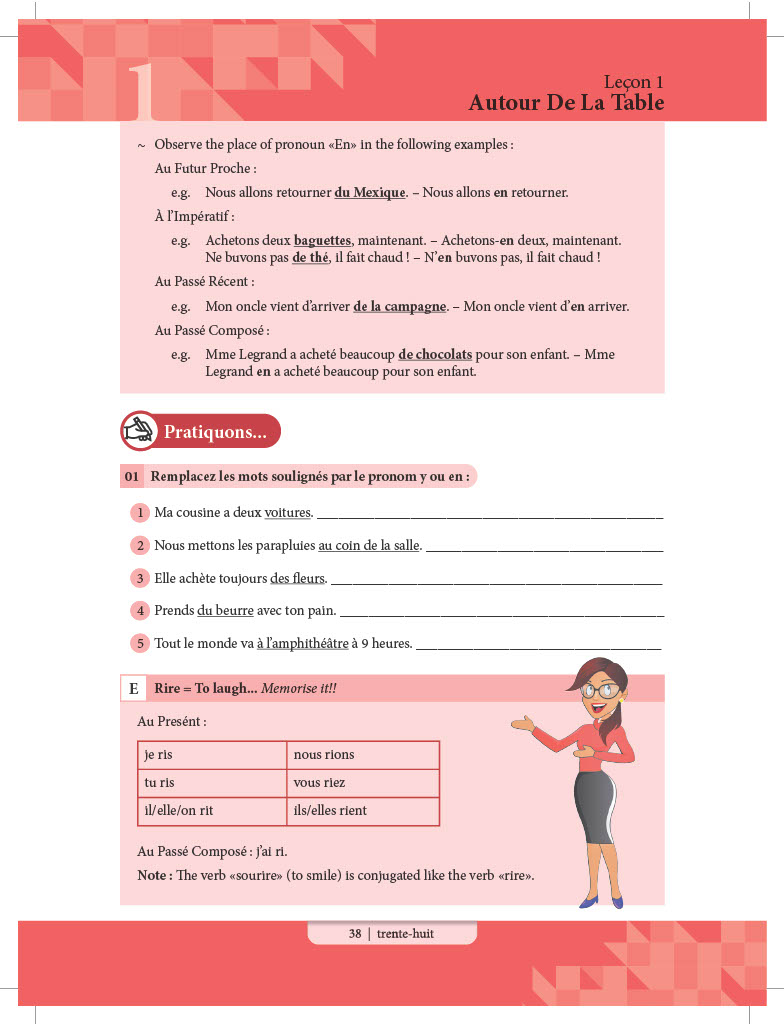 1
Leçon 1
Autour De La Table
~ Observe the place of pronoun «En» in the following examples :
Au Futur Proche :
e.g. Nous allons retourner du Mexique. – Nous allons en retourner.
À l’Impératif :
e.g. Achetons deux baguettes, maintenant. – Achetons-en deux, maintenant.
Ne buvons pas de thé, il fait chaud ! – N’en buvons pas, il fait chaud !
Au Passé Récent :
e.g. Mon oncle vient d’arriver de la campagne. – Mon oncle vient d’en arriver.
Au Passé Composé :
e.g. Mme Legrand a acheté beaucoup de chocolats pour son enfant. – Mme
Legrand en a acheté beaucoup pour son enfant.
Pratiquons...
01 Remplacez les mots soulignés par le pronom y ou en :
1 Ma cousine a deux voitures.
2 Nous mettons les parapluies au coin de la salle.
3 Elle achète toujours des fleurs.
4 Prends du beurre avec ton pain.
5 Tout le monde va à l’amphithéâtre à 9 heures.
E Rire = To laugh... Memorise it!!
Au Presént :
je ris nous rions
tu ris vous riez
il/elle/on rit ils/elles rient
Au Passé Composé : j’ai ri.
Note : The verb «sourire» (to smile) is conjugated like the verb «rire».
38 | trente-huit